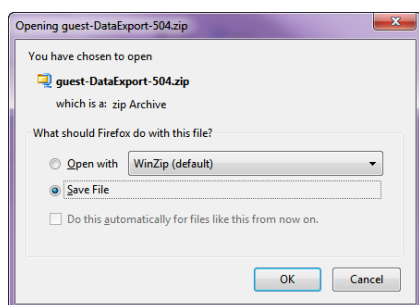 Opening guest-DataExport-504.zip
You have chosen to open
guest-DataExport-504.zip
which is a: zip Archive
What should Firefox do with this file?
Open with WinZip (default)
Save File
Do this automatically for files like this from now on.
OK Cancel